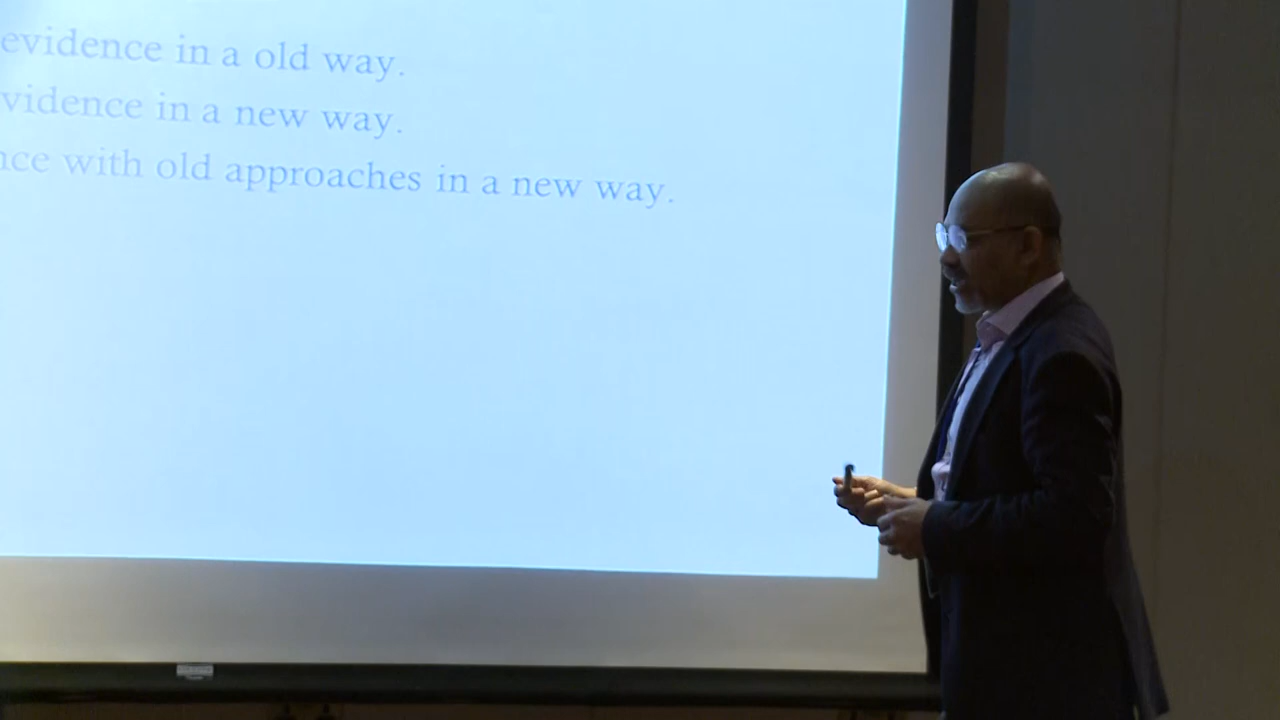 evidence in a old way.
vidence in a new way.
nce with old approaches in a new way.